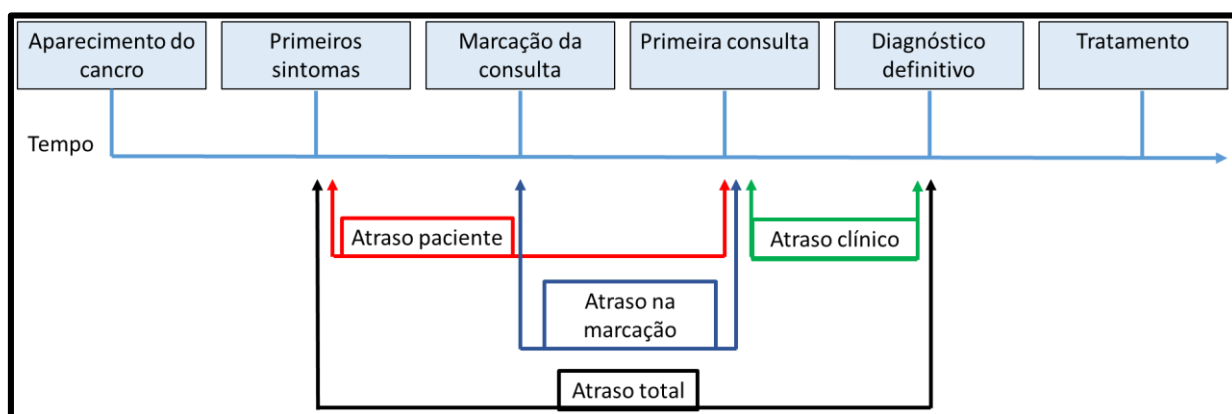 Aparecimento do
cancro
Primeiros
sintomas
Marcação da
consulta
Primeira consulta
Diagnóstico
definitivo
Tratamento
Tempo
Atraso paciente
Atraso clínico
Atraso na
marcação
Atraso total